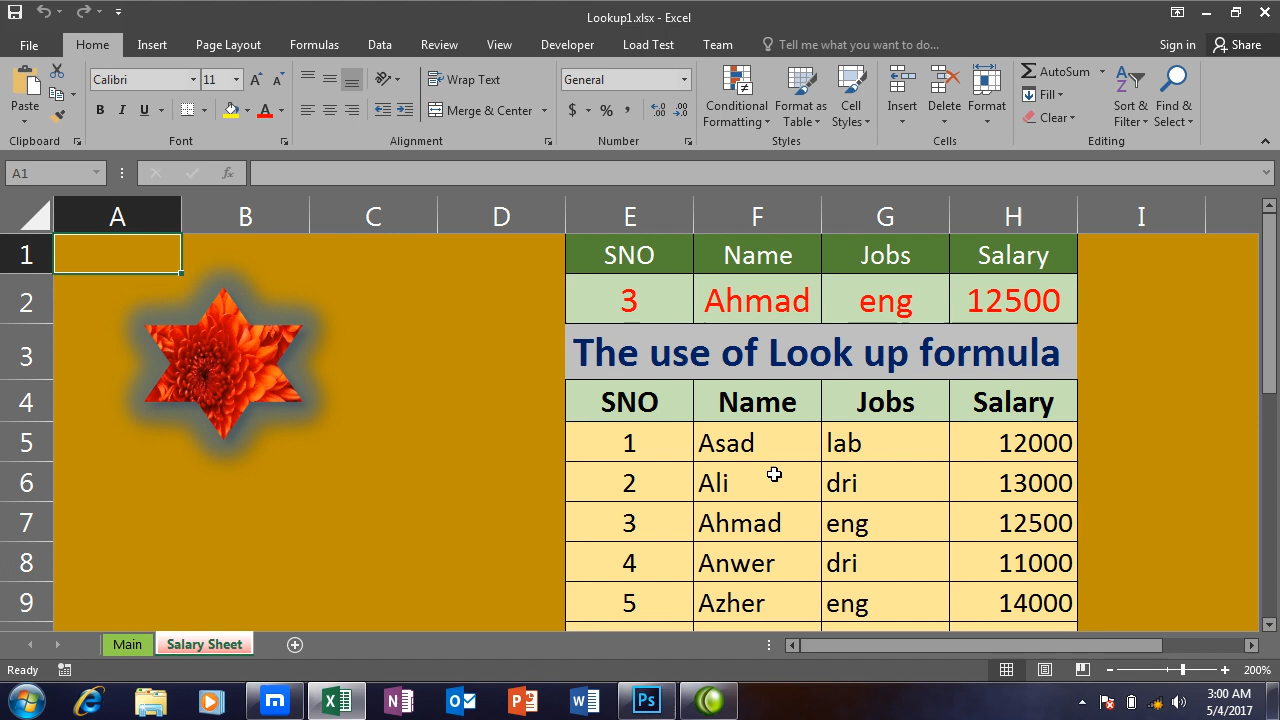 Lookup1.xlsx - Excel
File Home Insert Page Layout Formulas Data Review View Developer Load Test Team Tell me what you want to do... Sign in Share
Paste
Clipboard
Calibri 11
B I U A
Font
Wrap Text
Merge & Center
Alignment
General
$ % ,
Number
Conditional Formatting
Format as Table
Cell Styles
Styles
Insert Delete Format
Cells
AutoSum
Fill
Clear
Sort & Filter
Find & Select
Editing
A1 fx
A B C D E F G H I
1 SNO Name Jobs Salary
2 3 Ahmad eng 12500
3 The use of Look up formula
4 SNO Name Jobs Salary
5 1 Asad lab 12000
6 2 Ali dri 13000
7 3 Ahmad eng 12500
8 4 Anwer dri 11000
9 5 Azher eng 14000
Main Salary Sheet
Ready 200%
3:00 AM
5/4/2017